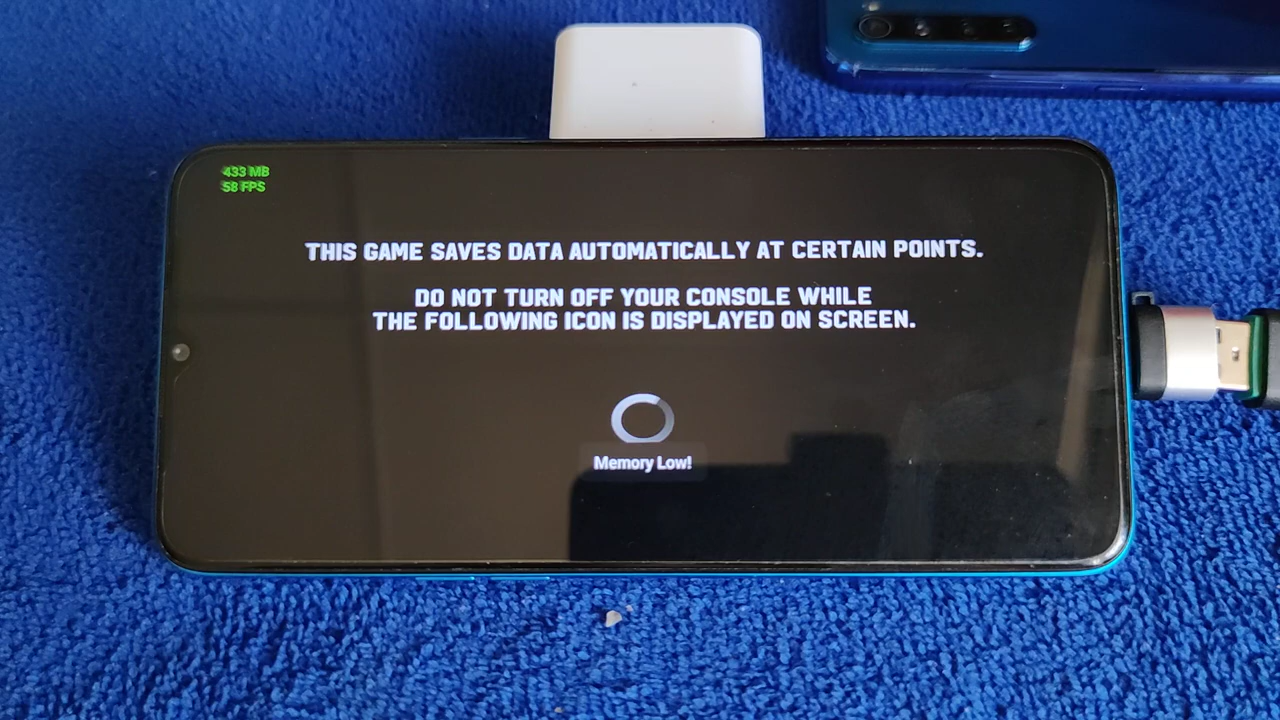 433 MB
58 FPS
THIS GAME SAVES DATA AUTOMATICALLY AT CERTAIN POINTS.
DO NOT TURN OFF YOUR CONSOLE WHILE
THE FOLLOWING ICON IS DISPLAYED ON SCREEN.
Memory Low!